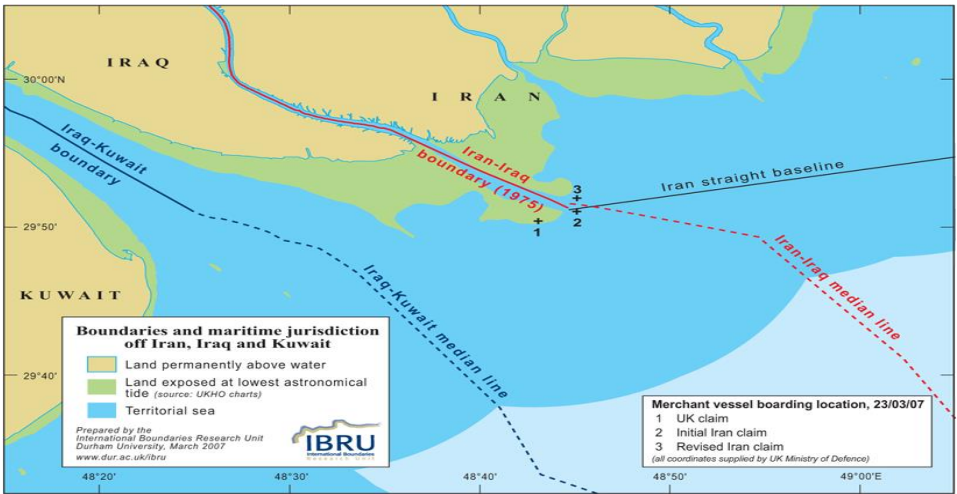 IRAQ
30°00'N
IRAN
Iraq-Kuwait
boundary
Iran-Iraq
boundary (1975)
Iran straight baseline
3
2
1
29°50'
Iraq-Kuwait median line
Iran-Iraq median line
KUWAIT
Boundaries and maritime jurisdiction
off Iran, Iraq and Kuwait
Land permanently above water
Land exposed at lowest astronomical
tide (source: UKHO charts)
Territorial sea
Prepared by the
International Boundaries Research Unit
Durham University, March 2007
www.dur.ac.uk/ibru
IBRU
International Boundaries
Research Unit
29°40'
Merchant vessel boarding location, 23/03/07
1 UK claim
2 Initial Iran claim
3 Revised Iran claim
(all coordinates supplied by UK Ministry of Defence)
48°20'
48°30'
48°40'
48°50'
49°00'E